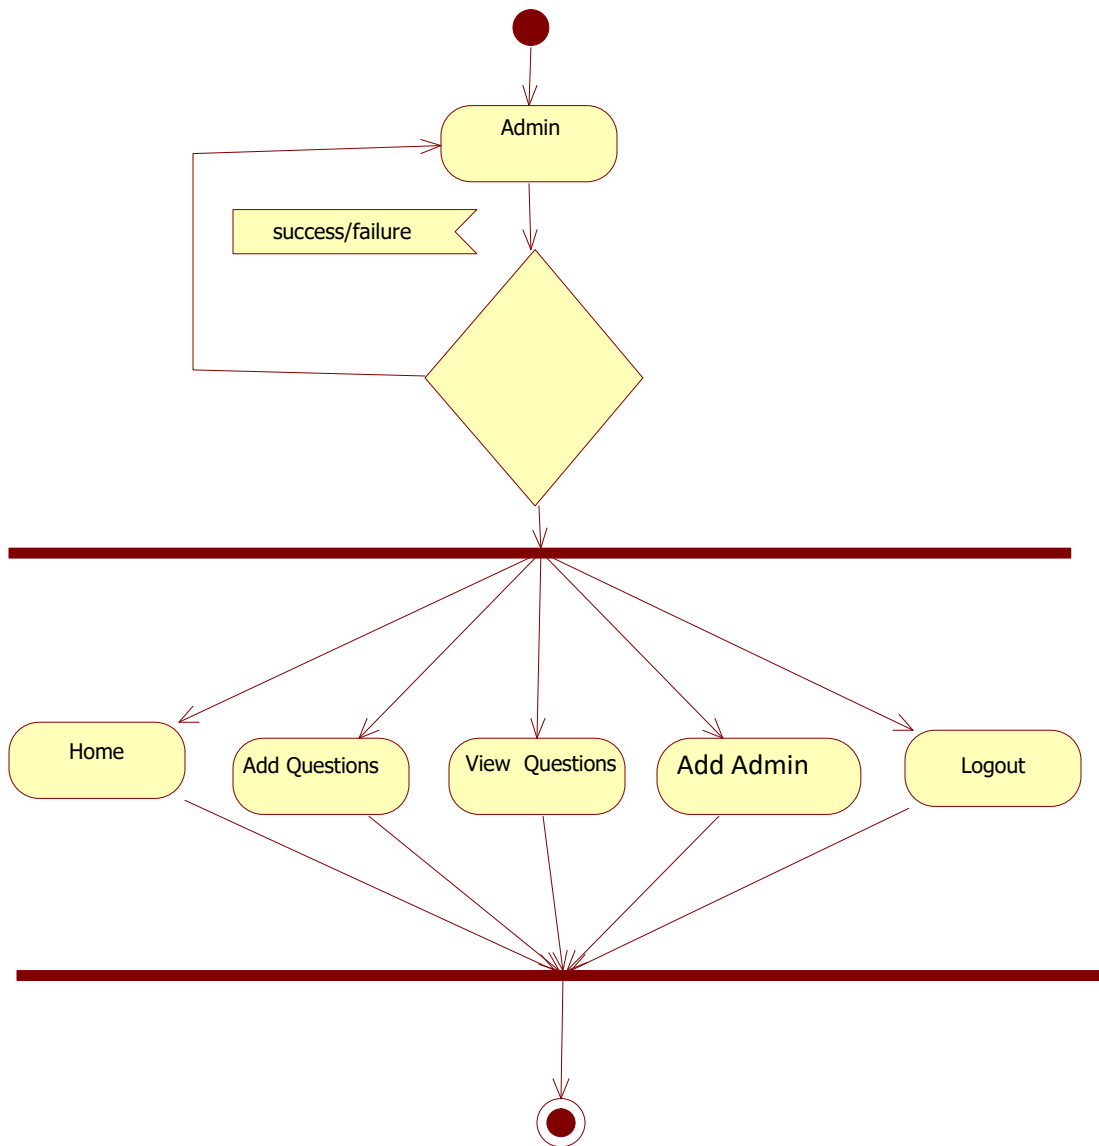 Admin
success/failure
Home
Add Questions
View  Questions
Add Admin
Logout